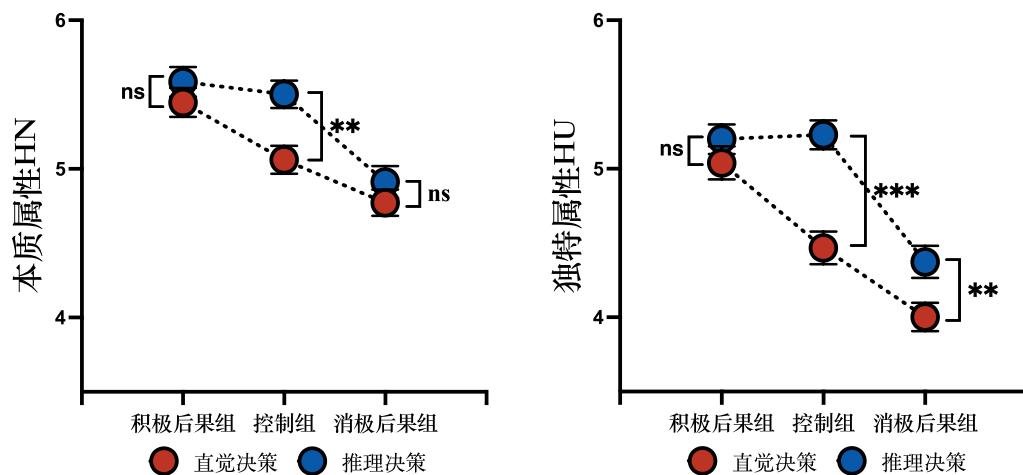 6
5
4
本质属性HN
ns
**
ns
积极后果组 控制组 消极后果组
直觉决策 推理决策
6
5
4
独特属性HU
ns
***
**
积极后果组 控制组 消极后果组
直觉决策 推理决策